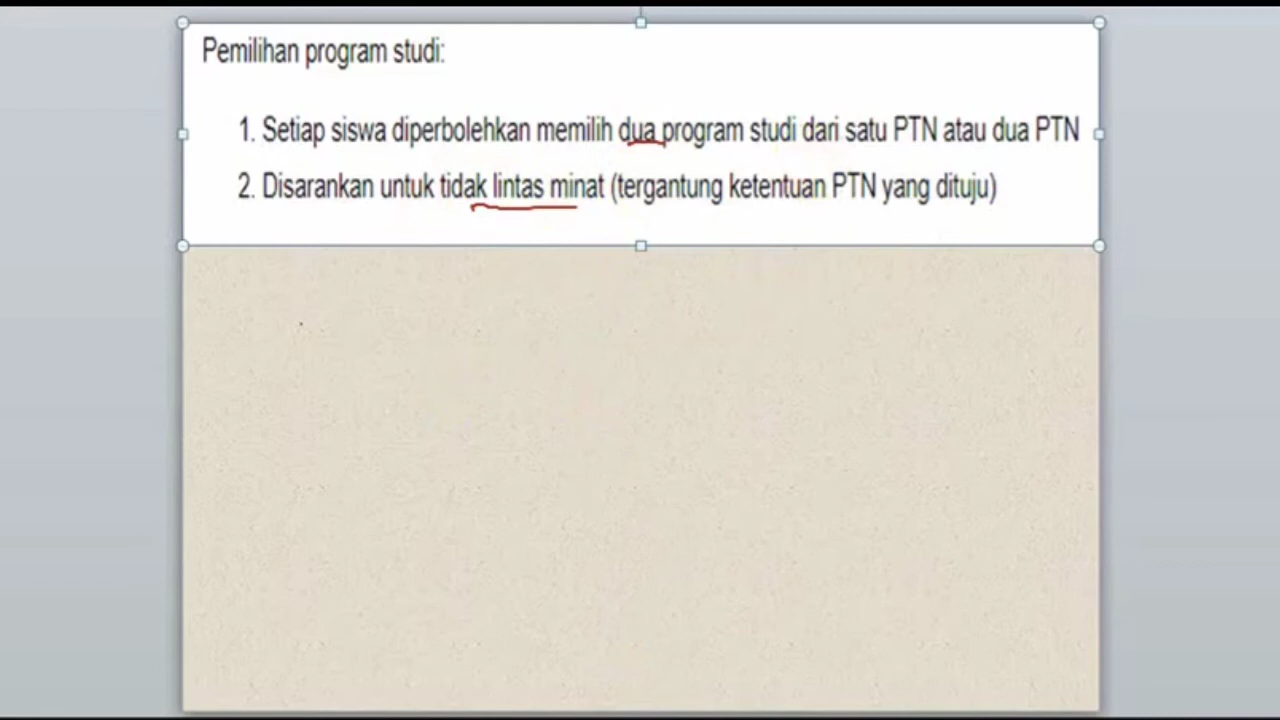 Pemilihan program studi:
1. Setiap siswa diperbolehkan memilih dua program studi dari satu PTN atau dua PTN
2. Disarankan untuk tidak lintas minat (tergantung ketentuan PTN yang dituju)